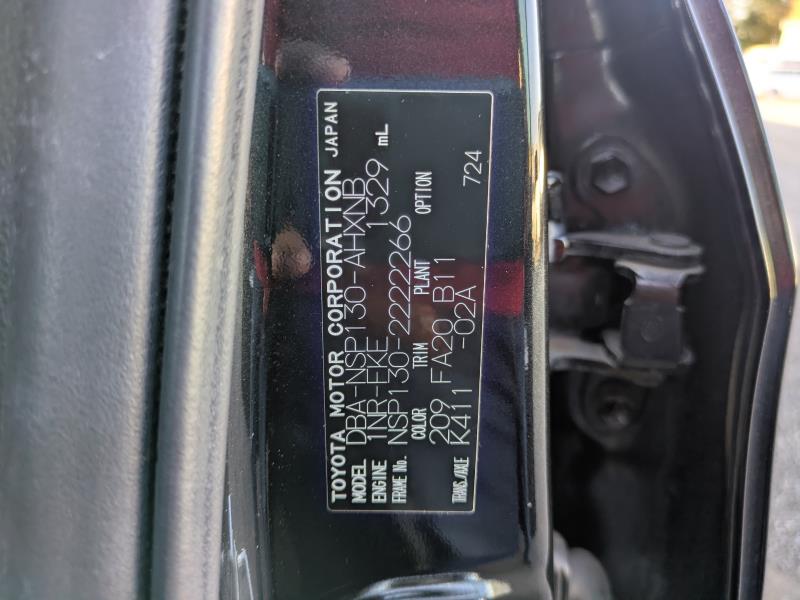 TOYOTA MOTOR CORPORATION JAPAN
MODEL DBA-NSP130-AHXNB
ENGINE 1NR-FKE 1329 mL
FRAME No. NSP130-2222266
COLOR TRIM PLANT OPTION
209 FA20 B11
TRANS./AXLE K411 -02A 724